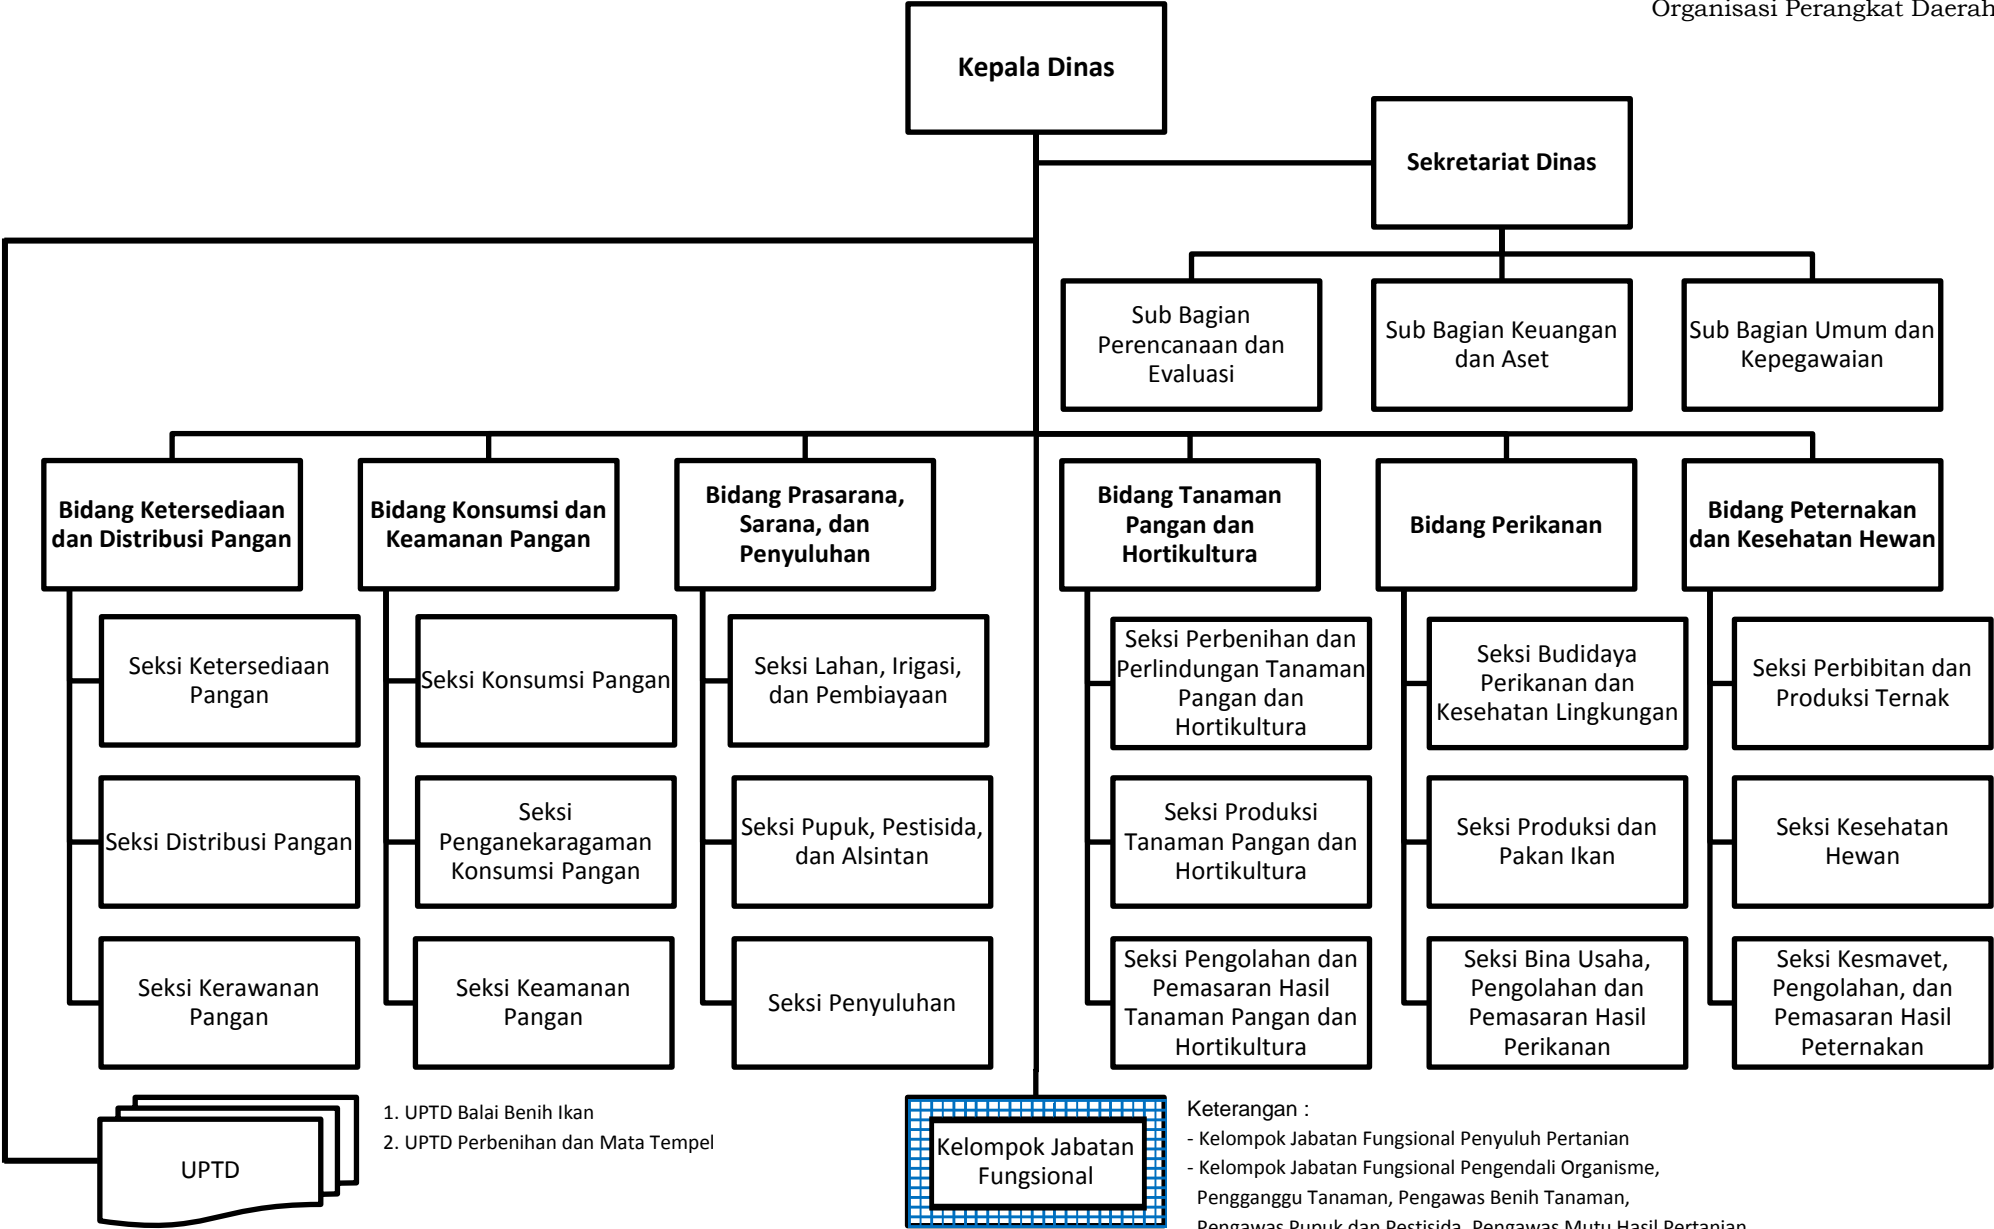 Organisasi Perangkat Daerah
Kepala Dinas
Sekretariat Dinas
Sub Bagian
Perencanaan dan
Evaluasi
Sub Bagian Keuangan
dan Aset
Sub Bagian Umum dan
Kepegawaian
Bidang Ketersediaan
dan Distribusi Pangan
Bidang Konsumsi dan
Keamanan Pangan
Bidang Prasarana,
Sarana, dan
Penyuluhan
Bidang Tanaman
Pangan dan
Hortikultura
Bidang Perikanan
Bidang Peternakan
dan Kesehatan Hewan
Seksi Ketersediaan
Pangan
Seksi Konsumsi Pangan
Seksi Lahan, Irigasi,
dan Pembiayaan
Seksi Perbenihan dan
Perlindungan Tanaman
Pangan dan
Hortikultura
Seksi Budidaya
Perikanan dan
Kesehatan Lingkungan
Seksi Perbibitan dan
Produksi Ternak
Seksi Distribusi Pangan
Seksi
Penganekaragaman
Konsumsi Pangan
Seksi Pupuk, Pestisida,
dan Alsintan
Seksi Produksi
Tanaman Pangan dan
Hortikultura
Seksi Produksi dan
Pakan Ikan
Seksi Kesehatan
Hewan
Seksi Kerawanan
Pangan
Seksi Keamanan
Pangan
Seksi Penyuluhan
Seksi Pengolahan dan
Pemasaran Hasil
Tanaman Pangan dan
Hortikultura
Seksi Bina Usaha,
Pengolahan dan
Pemasaran Hasil
Perikanan
Seksi Kesmavet,
Pengolahan, dan
Pemasaran Hasil
Peternakan
UPTD
1. UPTD Balai Benih Ikan
2. UPTD Perbenihan dan Mata Tempel
Kelompok Jabatan
Fungsional
Keterangan :
- Kelompok Jabatan Fungsional Penyuluh Pertanian
- Kelompok Jabatan Fungsional Pengendali Organisme,
Pengganggu Tanaman, Pengawas Benih Tanaman,
Pengawas Pupuk dan Pestisida, Pengawas Mutu Hasil Pertanian